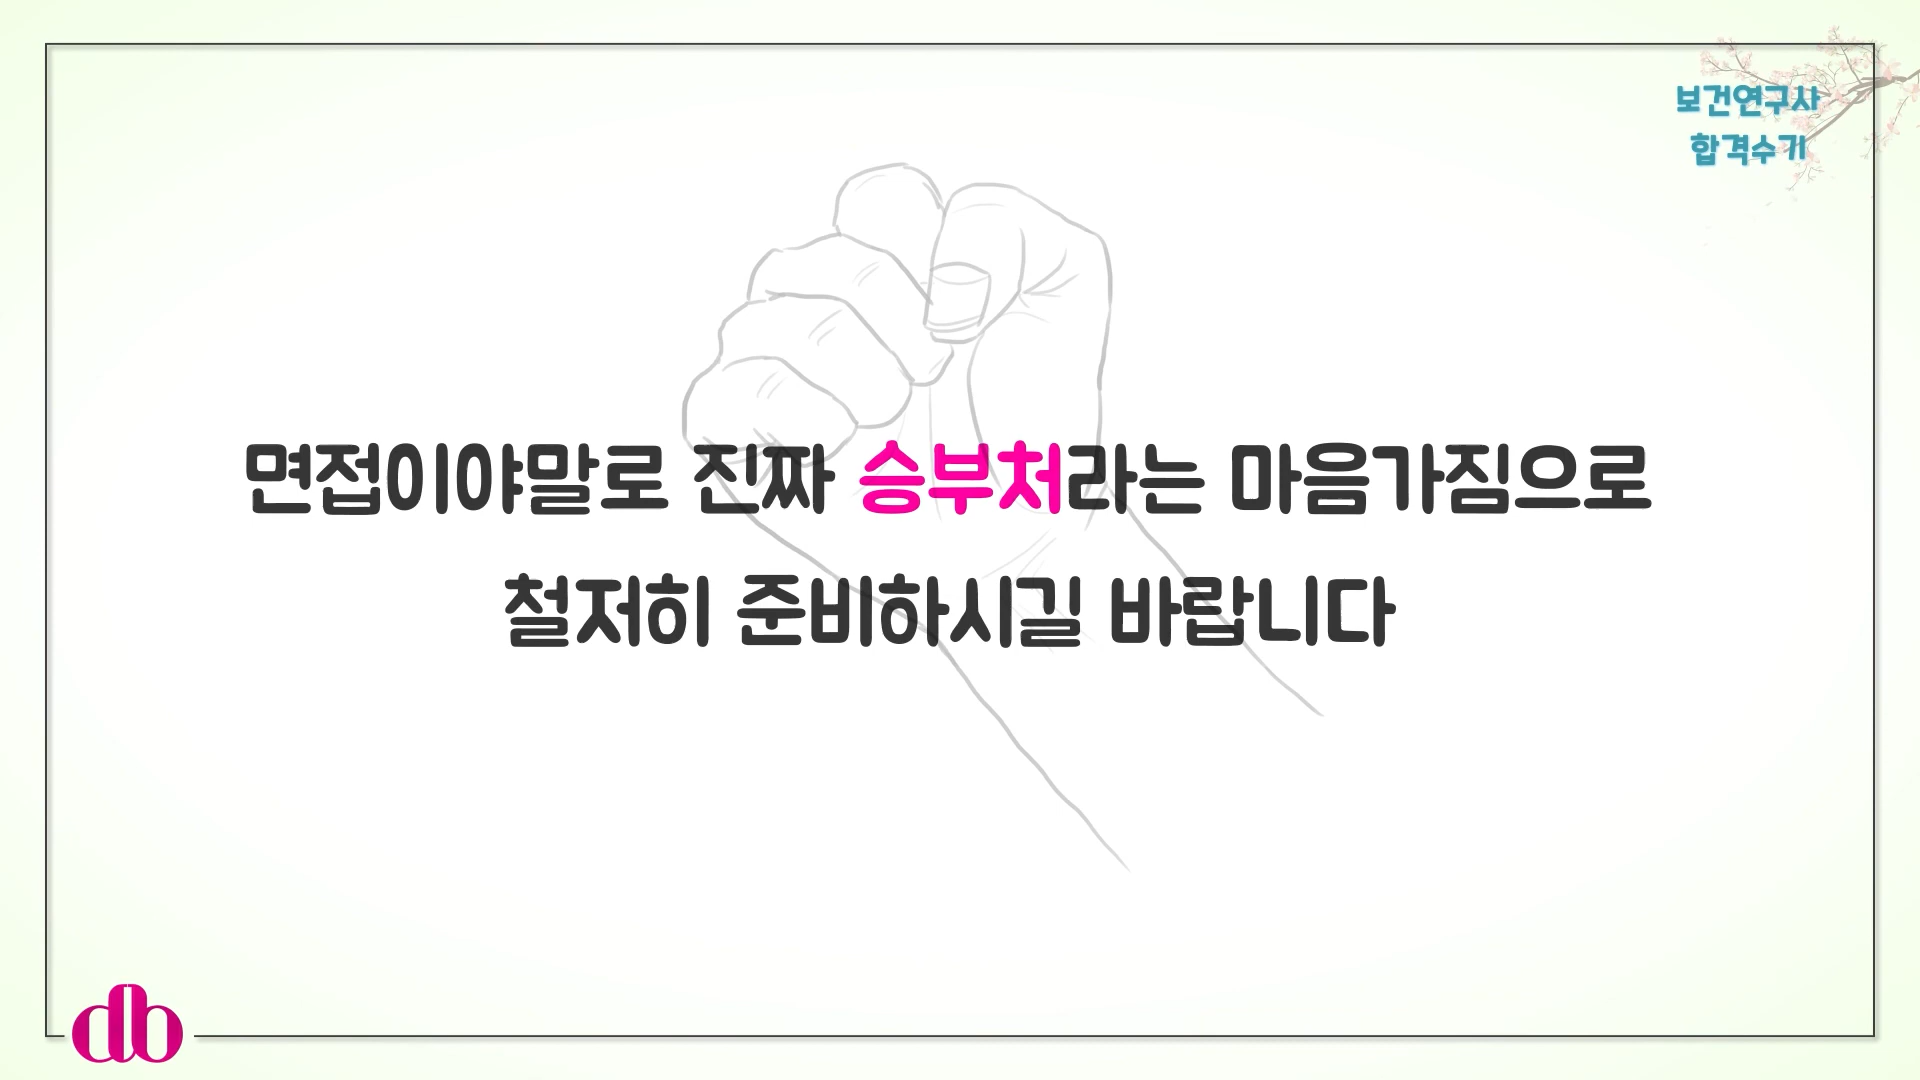 보건연구사
합격수기
면접이야말로 진짜 승부처라는 마음가짐으로
철저히 준비하시길 바랍니다
db